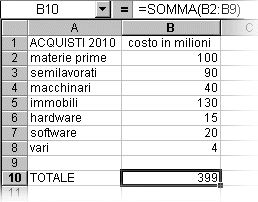 B10 = =SOMMA(B2:B9)
A B C
1 ACQUISTI 2010 costo in milioni
2 materie prime 100
3 semilavorati 90
4 macchinari 40
5 immobili 130
6 hardware 15
7 software 20
8 vari 4
9
10 TOTALE 399
11